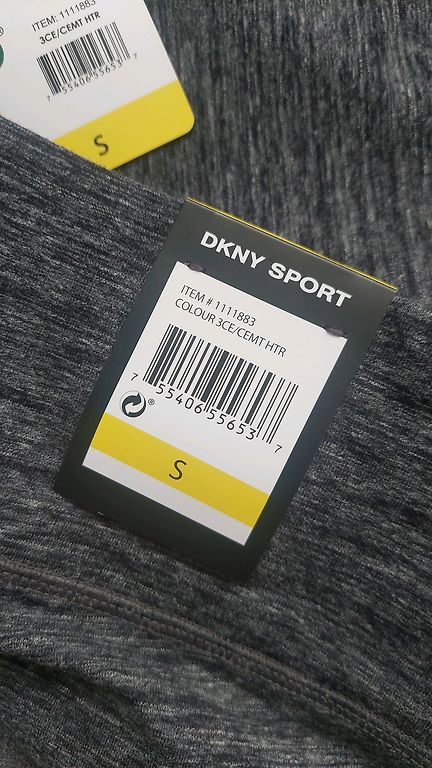 ITEM: 1111883
3CE/CEMT HTR
7 55406 55653 7
S
DKNY SPORT
ITEM # 1111883
COLOUR 3CE/CEMT HTR
7 55406 55653 7
®
S